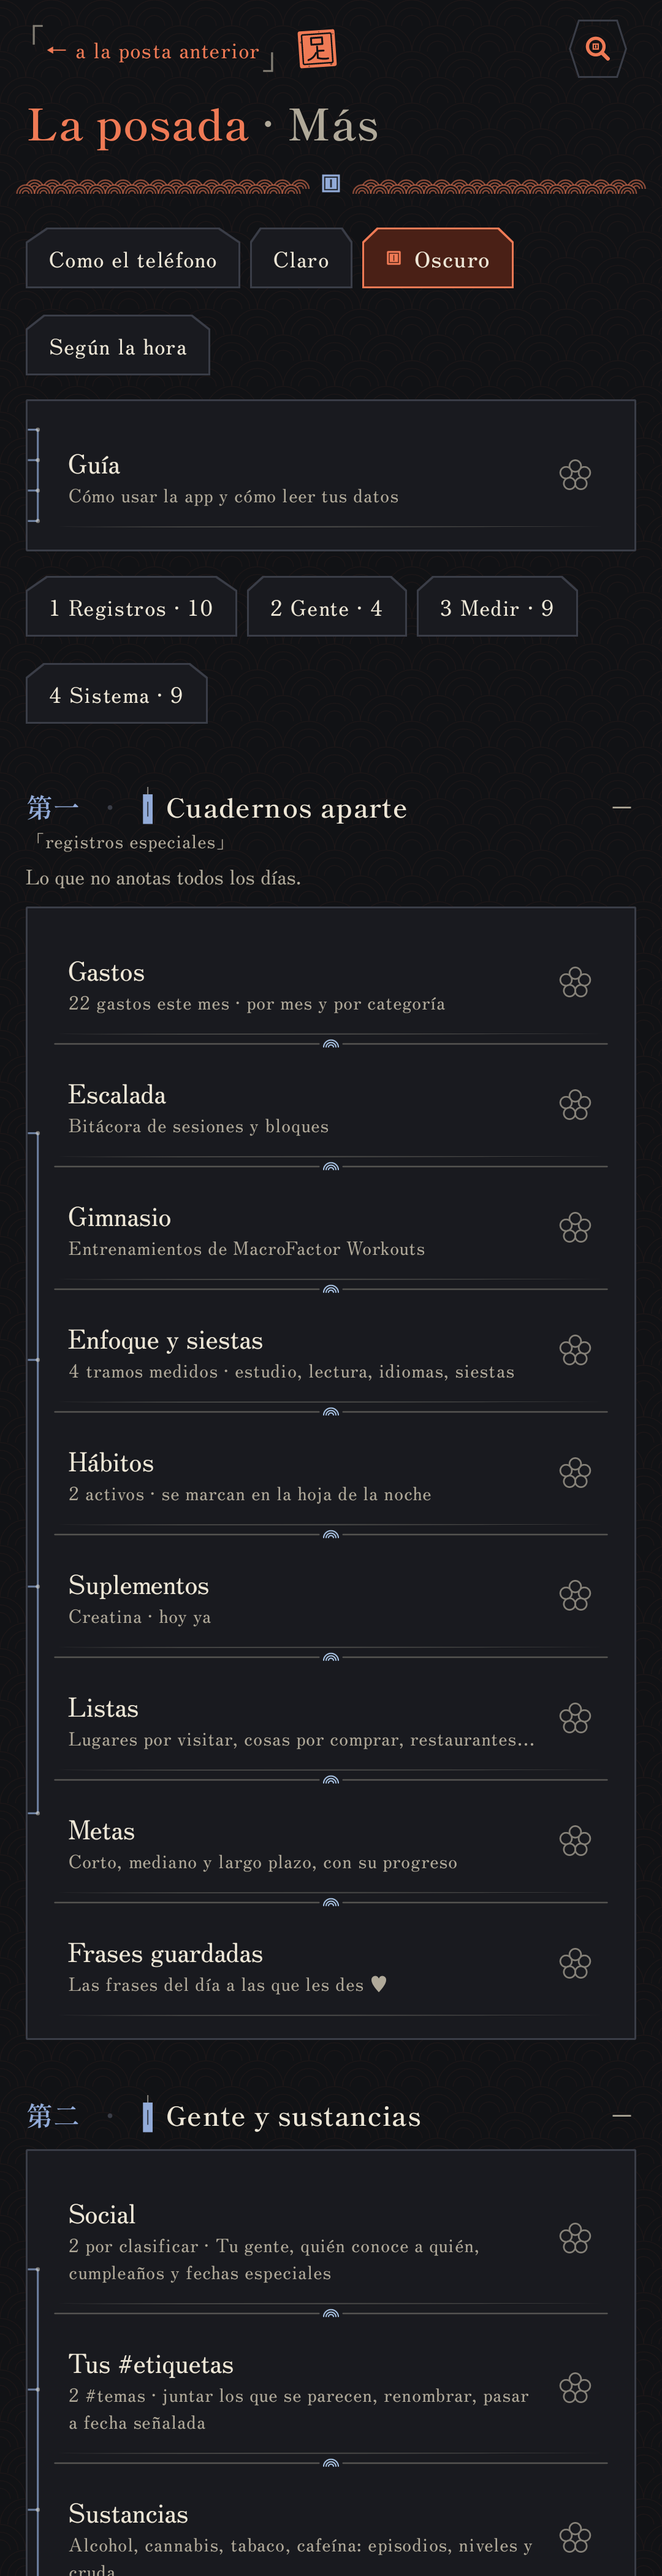 「← a la posta anterior」 足
La posada · Más
Como el teléfono
Claro
Oscuro
Según la hora
Guía
Cómo usar la app y cómo leer tus datos
1 Registros · 10
2 Gente · 4
3 Medir · 9
4 Sistema · 9
第一 · Cuadernos aparte
「registros especiales」
Lo que no anotas todos los días.
Gastos
22 gastos este mes · por mes y por categoría
Escalada
Bitácora de sesiones y bloques
Gimnasio
Entrenamientos de MacroFactor Workouts
Enfoque y siestas
4 tramos medidos · estudio, lectura, idiomas, siestas
Hábitos
2 activos · se marcan en la hoja de la noche
Suplementos
Creatina · hoy ya
Listas
Lugares por visitar, cosas por comprar, restaurantes…
Metas
Corto, mediano y largo plazo, con su progreso
Frases guardadas
Las frases del día a las que les des ♥
第二 · Gente y sustancias
Social
2 por clasificar · Tu gente, quién conoce a quién,
cumpleaños y fechas especiales
Tus #etiquetas
2 #temas · juntar los que se parecen, renombrar, pasar
a fecha señalada
Sustancias
Alcohol, cannabis, tabaco, cafeína: episodios, niveles y
cruda